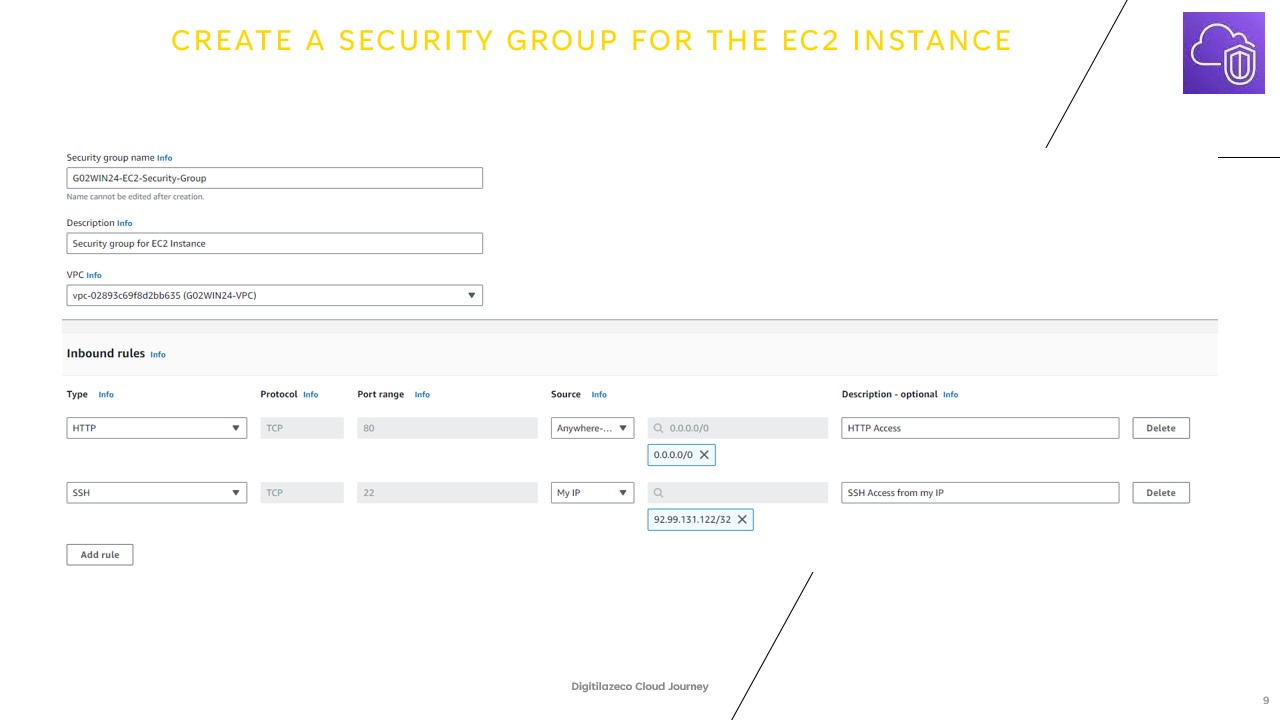 CREATE A SECURITY GROUP FOR THE EC2 INSTANCE
Security group name Info
G02WIN24-EC2-Security-Group
Name cannot be edited after creation.
Description Info
Security group for EC2 Instance
VPC Info
vpc-02893c69f8d2bb635 (G02WIN24-VPC)
Inbound rules Info
Type Info Protocol Info Port range Info Source Info Description - optional Info
HTTP TCP 80 Anywhere-... 0.0.0.0/0 HTTP Access Delete
0.0.0.0/0
SSH TCP 22 My IP SSH Access from my IP Delete
92.99.131.122/32
Add rule
Digitilazeco Cloud Journey
9